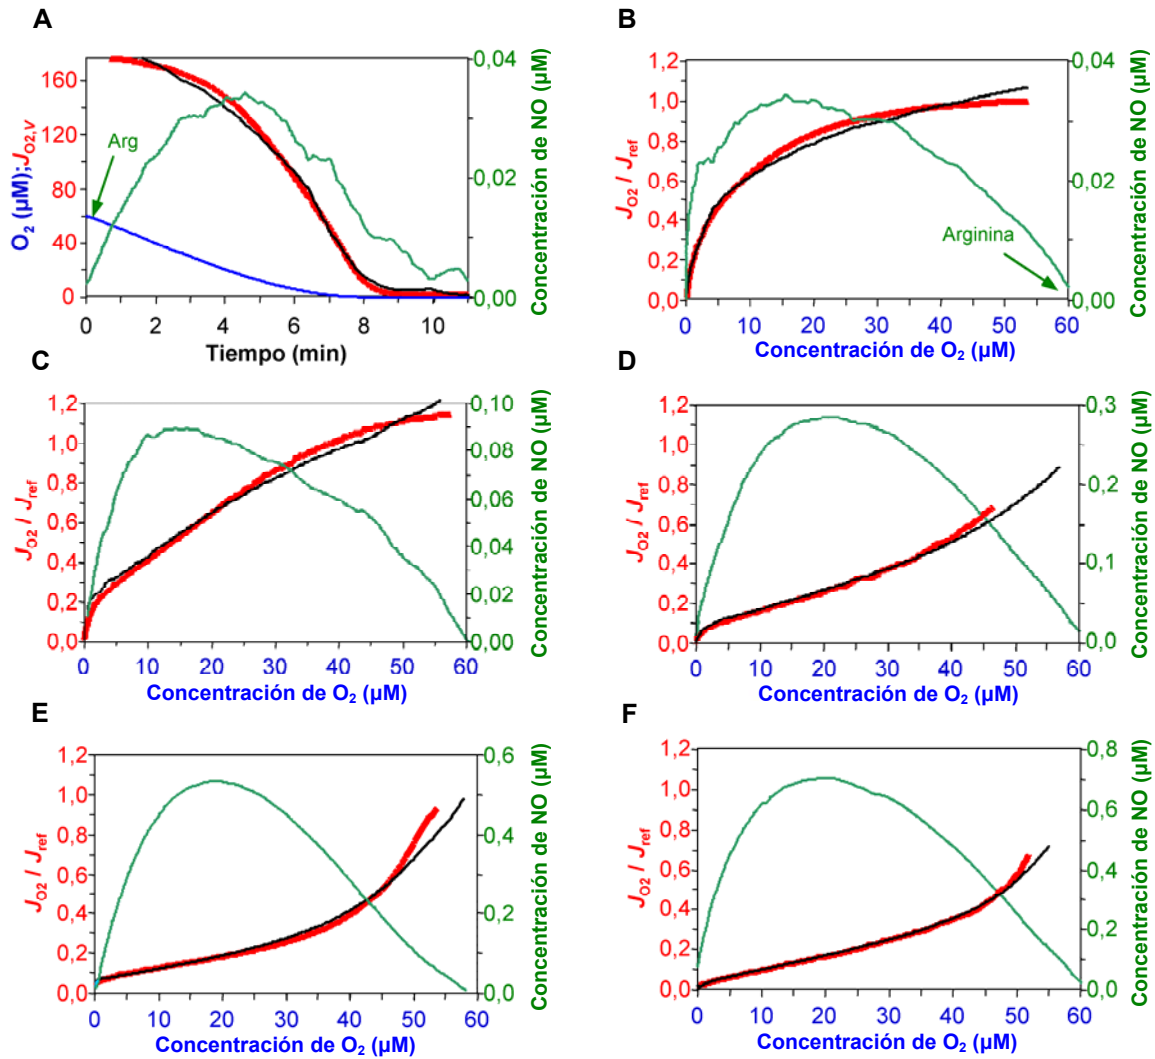 A
O2 (µM);JO2,V
160
120
80
40
0
Arg
0,04
0,02
0,00
Concentración de NO (µM)
0 2 4 6 8 10
Tiempo (min)
B
JO2 / Jref
1,2
1.0
0.8
0.6
0.4
0.2
0.0
Arginina
0,04
0,02
0,00
Concentración de NO (µM)
0 10 20 30 40 50 60
Concentración de O2 (µM)
C
JO2 / Jref
1,2
1,0
0,8
0,6
0,4
0,2
0,0
0,10
0,08
0,06
0,04
0,02
0,00
Concentración de NO (µM)
0 10 20 30 40 50 60
Concentración de O2 (µM)
D
JO2 / Jref
1,2
1,0
0,8
0,6
0,4
0,2
0,0
0,3
0,2
0,1
0,0
Concentración de NO (µM)
0 10 20 30 40 50 60
Concentración de O2 (µM)
E
JO2 / Jref
1,2
1,0
0,8
0,6
0,4
0,2
0,0
0,6
0,4
0,2
0,0
Concentración de NO (µM)
0 10 20 30 40 50 60
Concentración de O2 (µM)
F
JO2 / Jref
1,2
1,0
0,8
0,6
0,4
0,2
0,0
0,8
0,6
0,4
0,2
0,0
Concentración de NO (µM)
0 10 20 30 40 50 60
Concentración de O2 (µM)